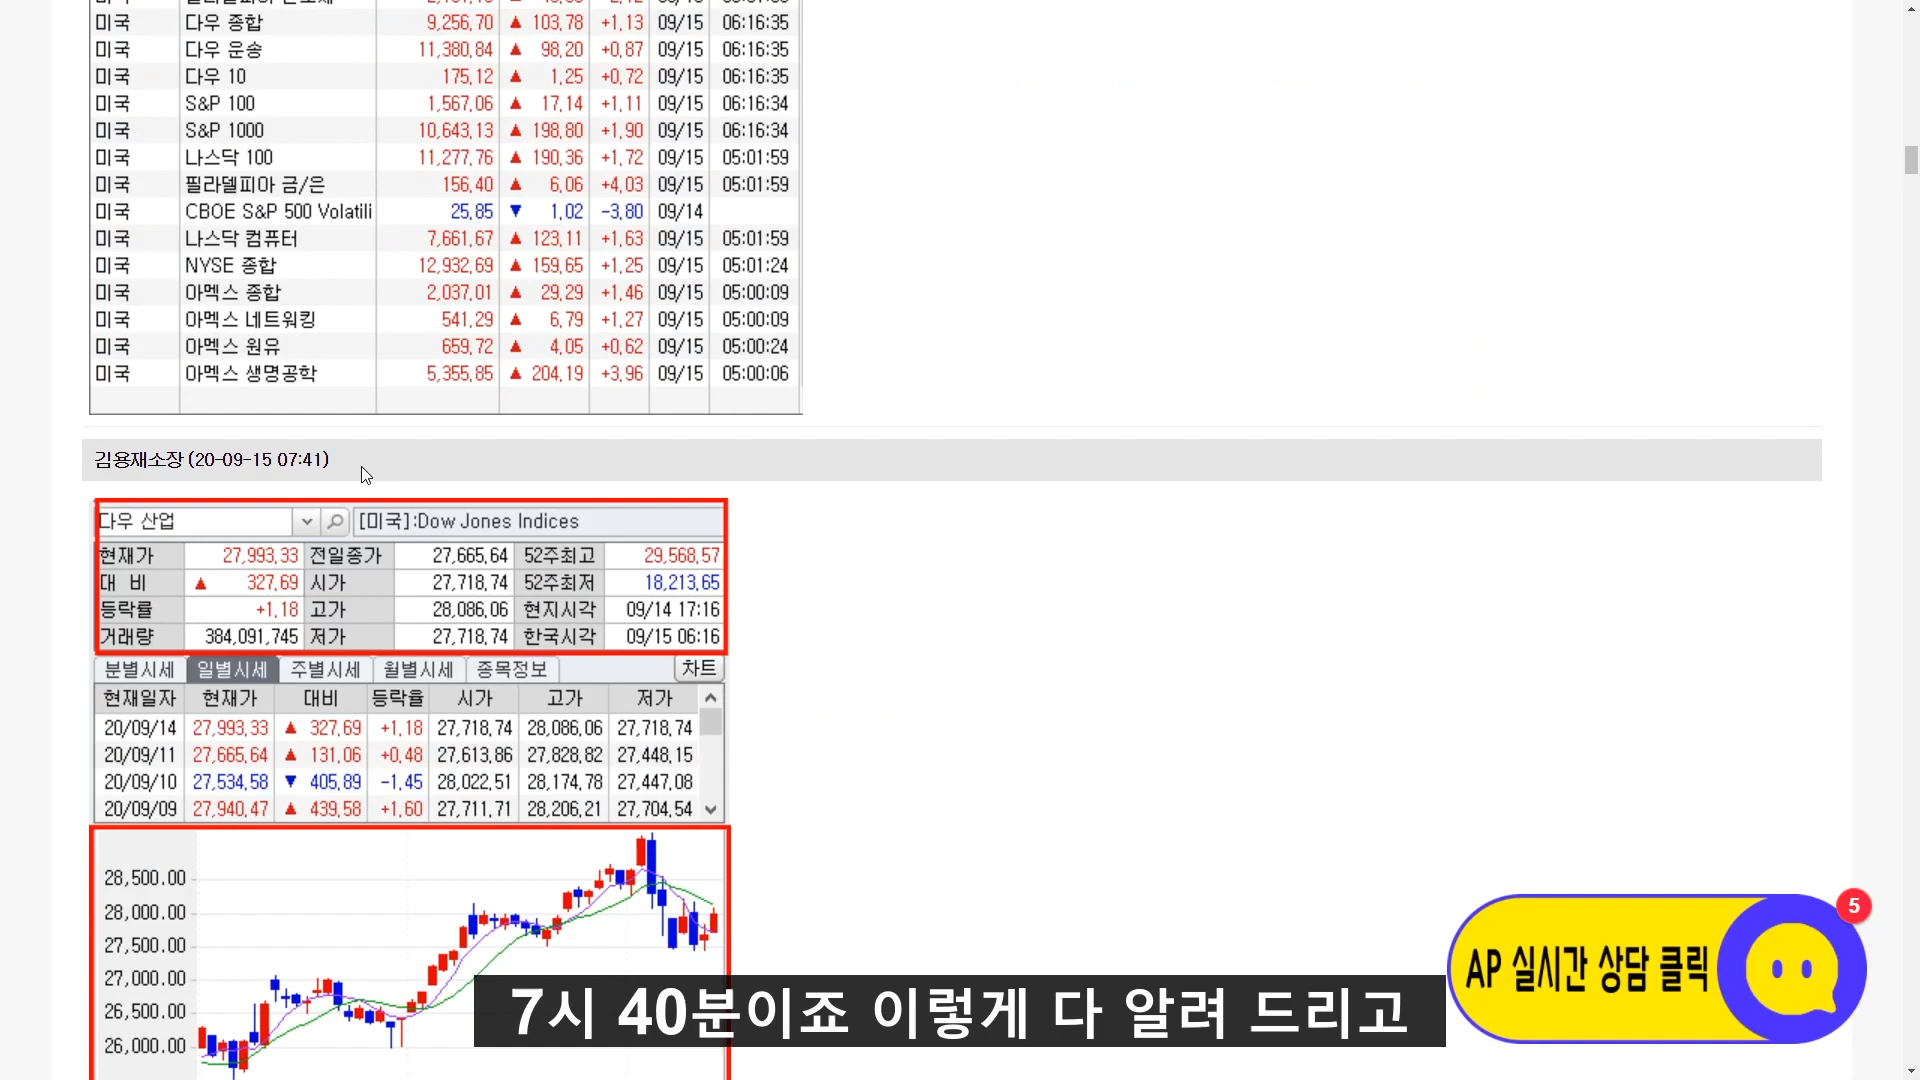 미국 다우 종합 9,256,70 ▲ 103,78 +1,13 09/15 06:16:35
미국 다우 운송 11,380,84 ▲ 98,20 +0,87 09/15 06:16:35
미국 다우 10 175,12 ▲ 1,25 +0,72 09/15 06:16:35
미국 S&P 100 1,567,06 ▲ 17,14 +1,11 09/15 06:16:34
미국 S&P 1000 10,643,13 ▲ 198,80 +1,90 09/15 06:16:34
미국 나스닥 100 11,277,76 ▲ 190,36 +1,72 09/15 05:01:59
미국 필라델피아 금/은 156,40 ▲ 6,06 +4,03 09/15 05:01:59
미국 CBOE S&P 500 Volatili 25,85 ▼ 1,02 -3,80 09/14
미국 나스닥 컴퓨터 7,661,67 ▲ 123,11 +1,63 09/15 05:01:59
미국 NYSE 종합 12,932,69 ▲ 159,65 +1,25 09/15 05:01:24
미국 아멕스 종합 2,037,01 ▲ 29,29 +1,46 09/15 05:00:09
미국 아멕스 네트워킹 541,29 ▲ 6,79 +1,27 09/15 05:00:09
미국 아멕스 원유 659,72 ▲ 4,05 +0,62 09/15 05:00:24
미국 아멕스 생명공학 5,355,85 ▲ 204,19 +3,96 09/15 05:00:06
김용재소장 (20-09-15 07:41)
다우 산업 [미국]:Dow Jones Indices
현재가 27,993,33 전일종가 27,665,64 52주최고 29,568,57
대 비 ▲ 327,69 시가 27,718,74 52주최저 18,213,65
등락률 +1,18 고가 28,086,06 현지시각 09/14 17:16
거래량 384,091,745 저가 27,718,74 한국시각 09/15 06:16
분별시세 일별시세 주별시세 월별시세 종목정보 차트
현재일자 현재가 대비 등락율 시가 고가 저가
20/09/14 27,993,33 ▲ 327,69 +1,18 27,718,74 28,086,06 27,718,74
20/09/11 27,665,64 ▲ 131,06 +0,48 27,613,86 27,828,82 27,448,15
20/09/10 27,534,58 ▼ 405,89 -1,45 28,022,51 28,174,78 27,447,08
20/09/09 27,940,47 ▲ 439,58 +1,60 27,711,71 28,206,21 27,704,54
28,500.00
28,000.00
27,500.00
27,000.00
26,500.00
26,000.00
7시 40분이죠 이렇게 다 알려 드리고
AP 실시간 상담 클릭
5